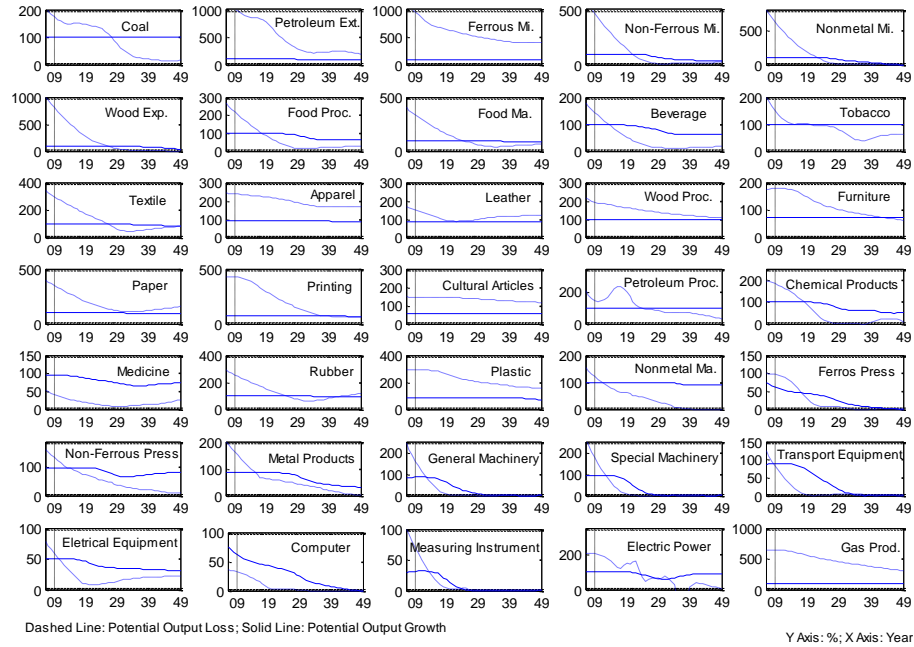 200 1000 1000 500
Coal Petroleum Ext. Ferrous Mi. Non-Ferrous Mi. Nonmetal Mi.
100 500 500 500
0 0 0 0 0
09 19 29 39 49 09 19 29 39 49 09 19 29 39 49 09 19 29 39 49 09 19 29 39 49
1000 300 500 200 200
Wood Exp. Food Proc. Food Ma. Beverage Tobacco
500 200 100 100 100
0 0 0 0 0
09 19 29 39 49 09 19 29 39 49 09 19 29 39 49 09 19 29 39 49 09 19 29 39 49
400 300 300 300 200
Textile Apparel Leather Wood Proc. Furniture
200 200 100 200 100 200 100 100
0 0 0 0 0
09 19 29 39 49 09 19 29 39 49 09 19 29 39 49 09 19 29 39 49 09 19 29 39 49
500 500 300 200
Paper Printing Cultural Articles Petroleum Proc. Chemical Products
200 100 200 100
0 0 0 0 0
09 19 29 39 49 09 19 29 39 49 09 19 29 39 49 09 19 29 39 49 09 19 29 39 49
150 400 400 200 150
Medicine Rubber Plastic Nonmetal Ma. Ferros Press
100 50 200 200 100 100 50
0 0 0 0 0
09 19 29 39 49 09 19 29 39 49 09 19 29 39 49 09 19 29 39 49 09 19 29 39 49
200 200 200 150
Non-Ferrous Press Metal Products General Machinery Special Machinery Transport Equipment
100 100 100 100 100 50
0 0 0 0 0
09 19 29 39 49 09 19 29 39 49 09 19 29 39 49 09 19 29 39 49 09 19 29 39 49
100 100 100 1000
Eletrical Equipment Computer Measuring Instrument Electric Power Gas Prod.
50 50 50 200 500
0 0 0 0 0
09 19 29 39 49 09 19 29 39 49 09 19 29 39 49 09 19 29 39 49 09 19 29 39 49
Dashed Line: Potential Output Loss; Solid Line: Potential Output Growth
Y Axis: %; X Axis: Year